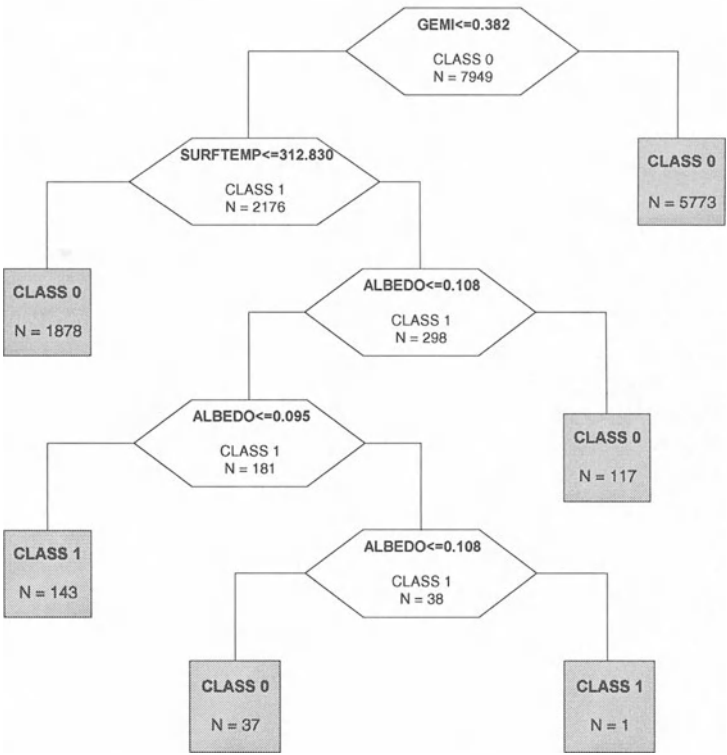 GEMI<=0.382
CLASS 0
N = 7949
SURFTEMP<=312.830
CLASS 1
N = 2176
CLASS 0
N = 5773
CLASS 0
N = 1878
ALBEDO<=0.108
CLASS 1
N = 298
ALBEDO<=0.095
CLASS 1
N = 181
CLASS 0
N = 117
CLASS 1
N = 143
ALBEDO<=0.108
CLASS 1
N = 38
CLASS 0
N = 37
CLASS 1
N = 1